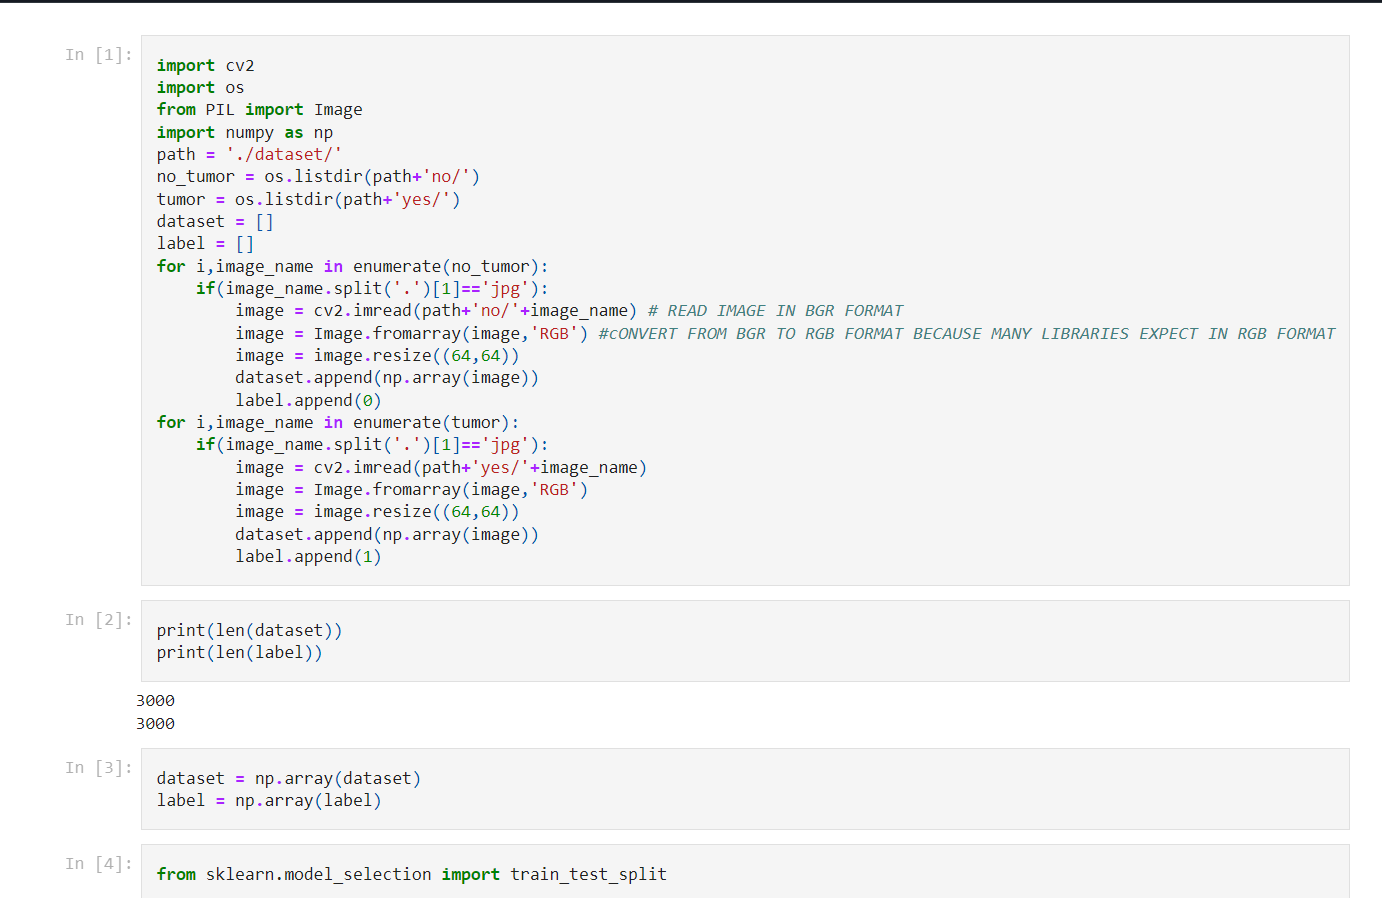 In [1]:
import cv2
import os
from PIL import Image
import numpy as np
path = './dataset/'
no_tumor = os.listdir(path+'no/')
tumor = os.listdir(path+'yes/')
dataset = []
label = []
for i,image_name in enumerate(no_tumor):
    if(image_name.split('.')[1]=='jpg'):
        image = cv2.imread(path+'no/'+image_name) # READ IMAGE IN BGR FORMAT
        image = Image.fromarray(image,'RGB') #cONVERT FROM BGR TO RGB FORMAT BECAUSE MANY LIBRARIES EXPECT IN RGB FORMAT
        image = image.resize((64,64))
        dataset.append(np.array(image))
        label.append(0)
for i,image_name in enumerate(tumor):
    if(image_name.split('.')[1]=='jpg'):
        image = cv2.imread(path+'yes/'+image_name)
        image = Image.fromarray(image,'RGB')
        image = image.resize((64,64))
        dataset.append(np.array(image))
        label.append(1)
In [2]:
print(len(dataset))
print(len(label))
3000
3000
In [3]:
dataset = np.array(dataset)
label = np.array(label)
In [4]:
from sklearn.model_selection import train_test_split